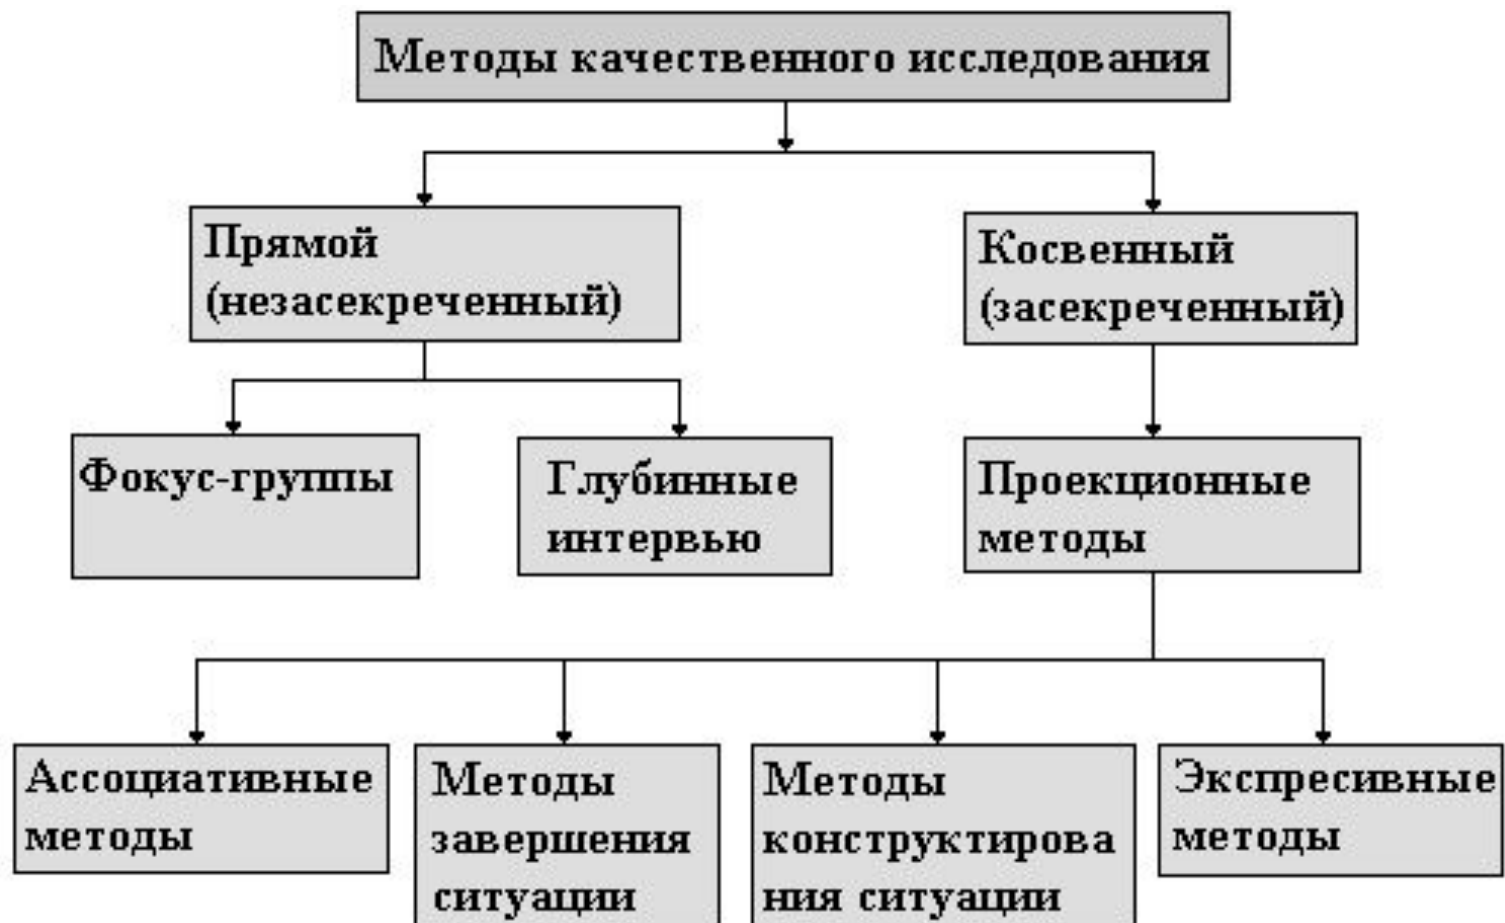 Методы качественного исследования
Прямой
(незасекреченный)
Косвенный
(засекреченный)
Фокус-группы
Глубинные
интервью
Проекционные
методы
Ассоциативные
методы
Методы
завершения
ситуации
Методы
конструктирова
ния ситуации
Экспресивные
методы